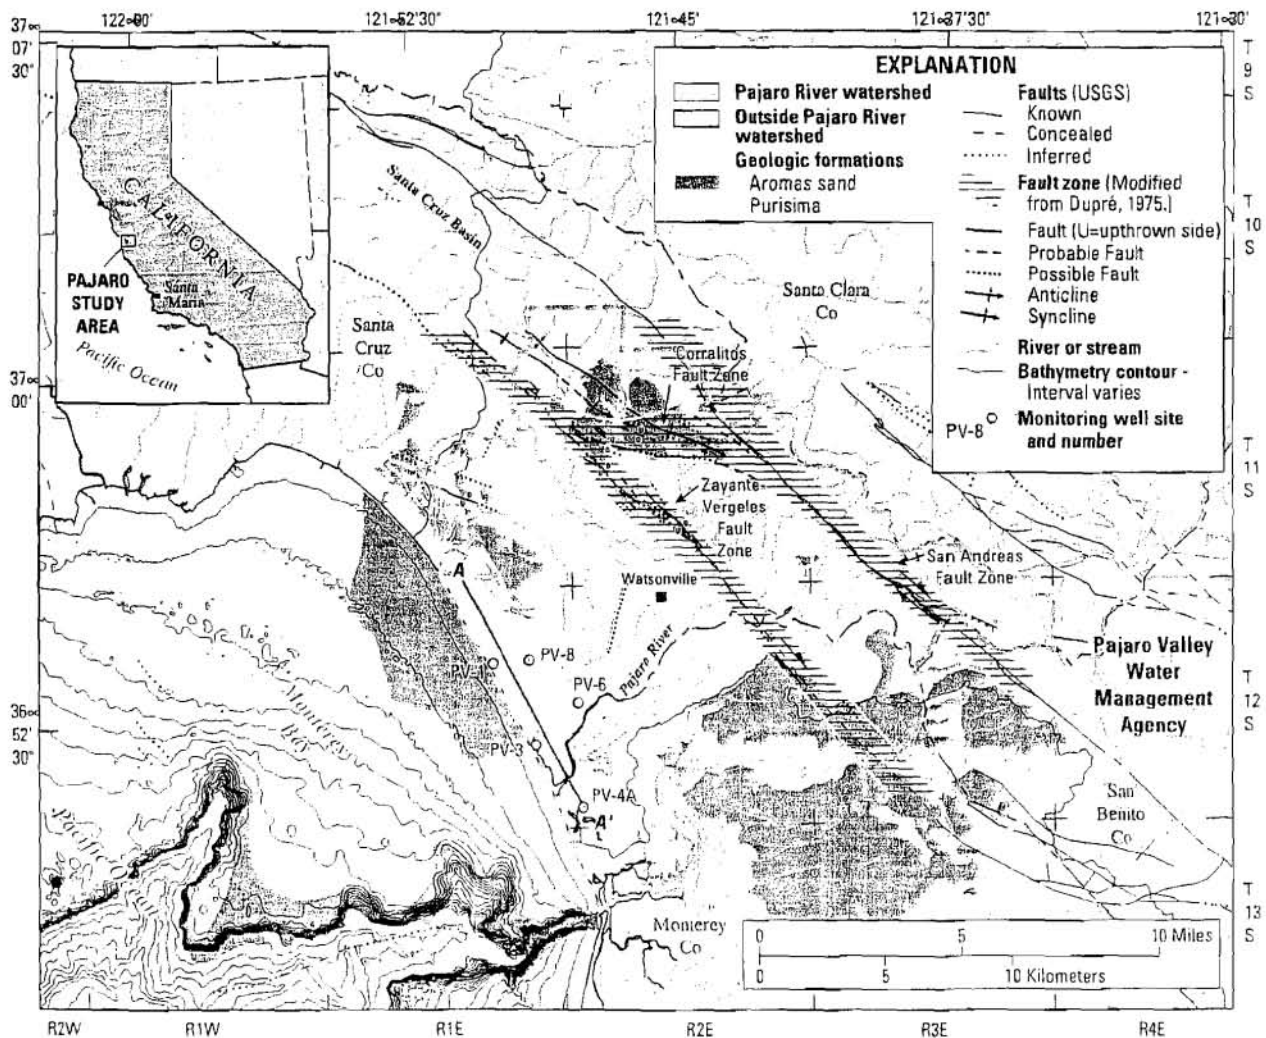 122∞00'
121∞52'30"
121∞45'
121∞37'30"
121∞30'
37∞
07'
30"
37∞
00'
36∞
52'
30"
T
9
S
T
10
S
T
11
S
T
12
S
T
13
S
CALIFORNIA
PAJARO
STUDY
AREA
Santa
Maria
Pacific Ocean
EXPLANATION
Pajaro River watershed
Outside Pajaro River
watershed
Geologic formations
Aromas sand
Purisima
Faults (USGS)
Known
Concealed
Inferred
Fault zone (Modified
from Dupré, 1975.)
Fault (U=upthrown side)
Probable Fault
Possible Fault
Anticline
Syncline
River or stream
Bathymetry contour -
Interval varies
PV-8
Monitoring well site
and number
Santa Cruz Basin
Santa Clara
Co
Santa
Cruz
Co
Corralitos
Fault Zone
Zayante-
Vergeles
Fault
Zone
San Andreas
Fault Zone
Watsonville
Pajaro River
A
PV-1
PV-8
PV-6
PV-3
PV-4A
A'
Monterey
Bay
Pacific
Pajaro Valley
Water
Management
Agency
San
Benito
Co
Monterey
Co
0 5 10 Miles
0 5 10 Kilometers
R2W R1W R1E R2E R3E R4E